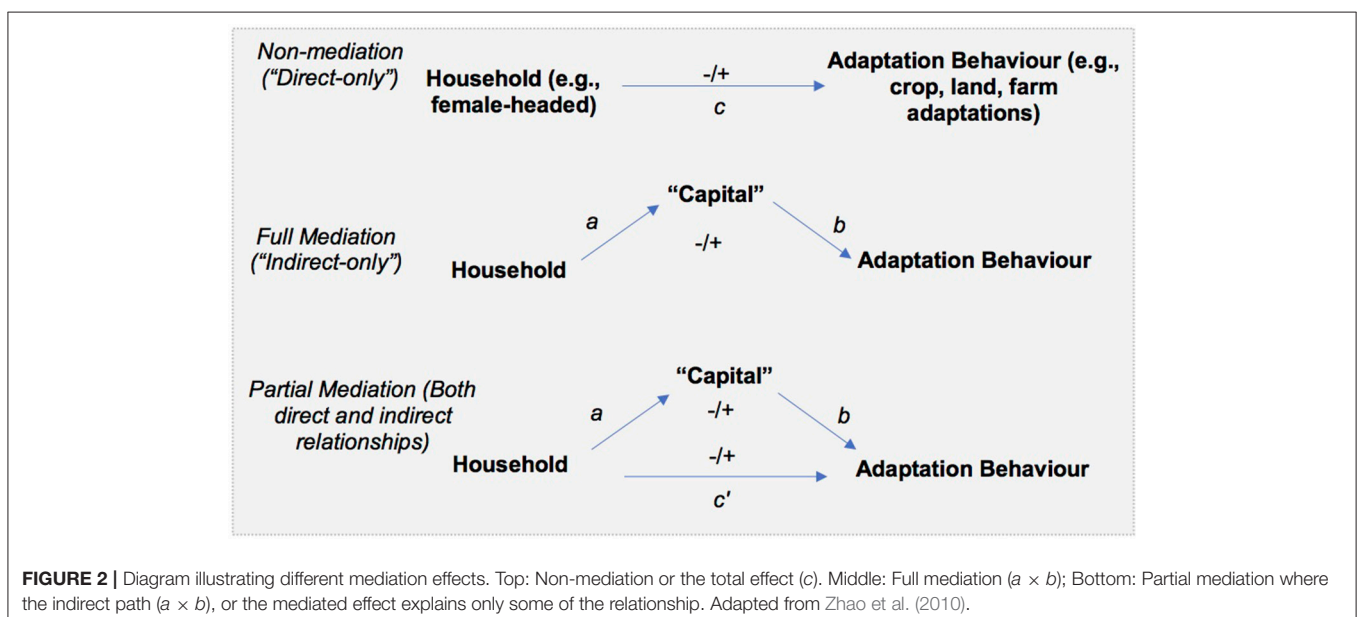 Non-mediation
(“Direct-only”)
Household (e.g.,
female-headed)
-/+
c
Adaptation Behaviour (e.g.,
crop, land, farm
adaptations)
“Capital”
a
b
-/+
Full Mediation
(“Indirect-only”)
Household
Adaptation Behaviour
Partial Mediation (Both
direct and indirect
relationships)
“Capital”
a
-/+
b
-/+
Household
Adaptation Behaviour
c'
FIGURE 2 | Diagram illustrating different mediation effects. Top: Non-mediation or the total effect (c). Middle: Full mediation (a × b); Bottom: Partial mediation where
the indirect path (a × b), or the mediated effect explains only some of the relationship. Adapted from Zhao et al. (2010).